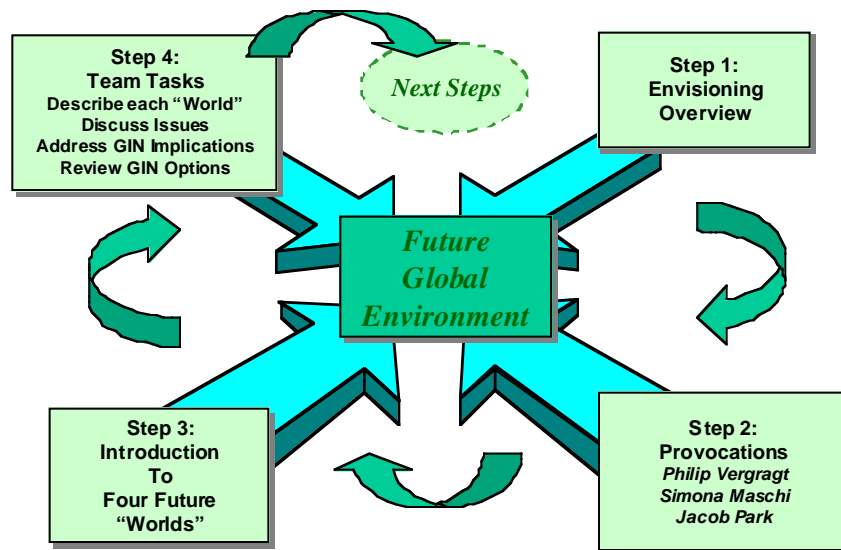 Step 4:
Team Tasks
Describe each “World”
Discuss Issues
Address GIN Implications
Review GIN Options
Next Steps
Step 1:
Envisioning
Overview
Future
Global
Environment
Step 3:
Introduction
To
Four Future
“Worlds”
Step 2:
Provocations
Philip Vergragt
Simona Maschi
Jacob Park